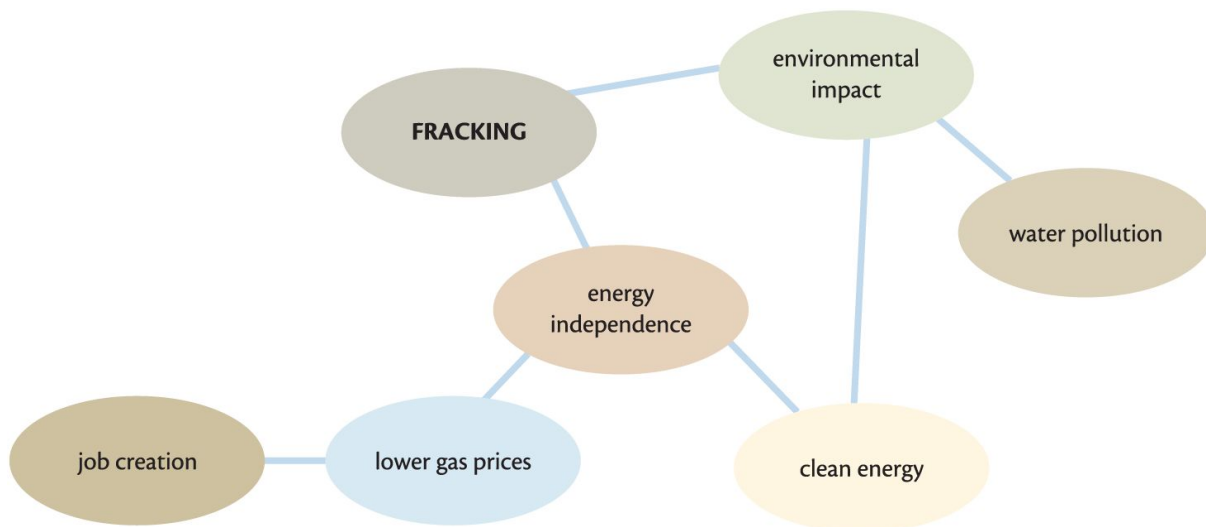 environmental
impact
FRACKING
water pollution
energy
independence
job creation
lower gas prices
clean energy